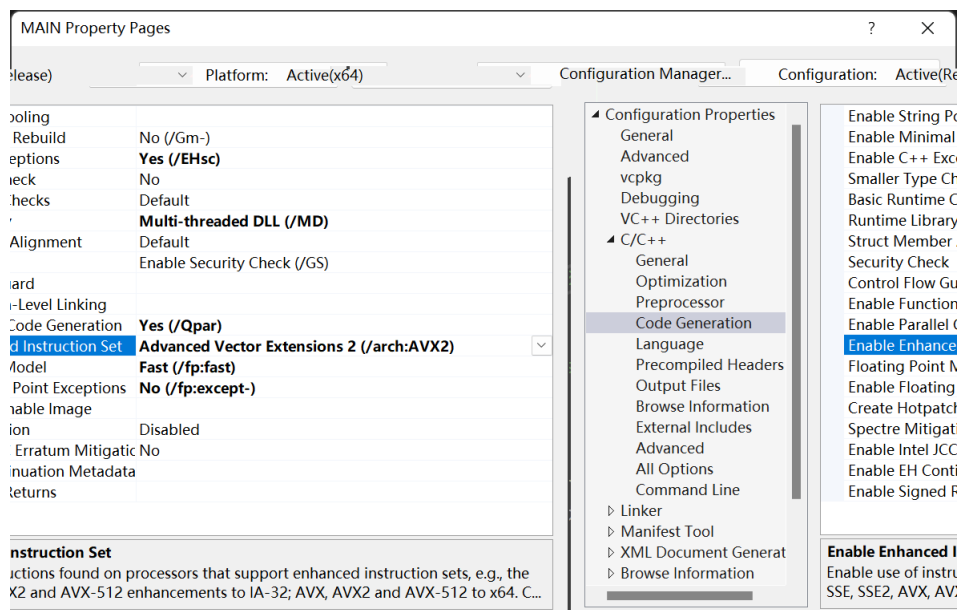 MAIN Property Pages
elease) Platform: Active(x64) Configuration Manager... Configuration: Active(Re
ooling
Rebuild No (/Gm-)
eptions Yes (/EHsc)
heck No
Checks Default
Multi-threaded DLL (/MD)
Alignment Default
Enable Security Check (/GS)
uard
-Level Linking
Code Generation Yes (/Qpar)
d Instruction Set Advanced Vector Extensions 2 (/arch:AVX2)
Model Fast (/fp:fast)
Point Exceptions No (/fp:except-)
hable Image
ion Disabled
Erratum Mitigatic No
inuation Metadata
Returns
nstruction Set
uctions found on processors that support enhanced instruction sets, e.g., the
X2 and AVX-512 enhancements to IA-32; AVX, AVX2 and AVX-512 to x64. C...
Configuration Properties
General
Advanced
vcpkg
Debugging
VC++ Directories
C/C++
General
Optimization
Preprocessor
Code Generation
Language
Precompiled Headers
Output Files
Browse Information
External Includes
Advanced
All Options
Command Line
Linker
Manifest Tool
XML Document Generat
Browse Information
Enable String Po
Enable Minimal
Enable C++ Exce
Smaller Type Ch
Basic Runtime C
Runtime Library
Struct Member
Security Check
Control Flow Gu
Enable Function
Enable Parallel C
Enable Enhance
Floating Point M
Enable Floating
Create Hotpatch
Spectre Mitigati
Enable Intel JCC
Enable EH Conti
Enable Signed R
Enable Enhanced I
Enable use of instru
SSE, SSE2, AVX, AVX